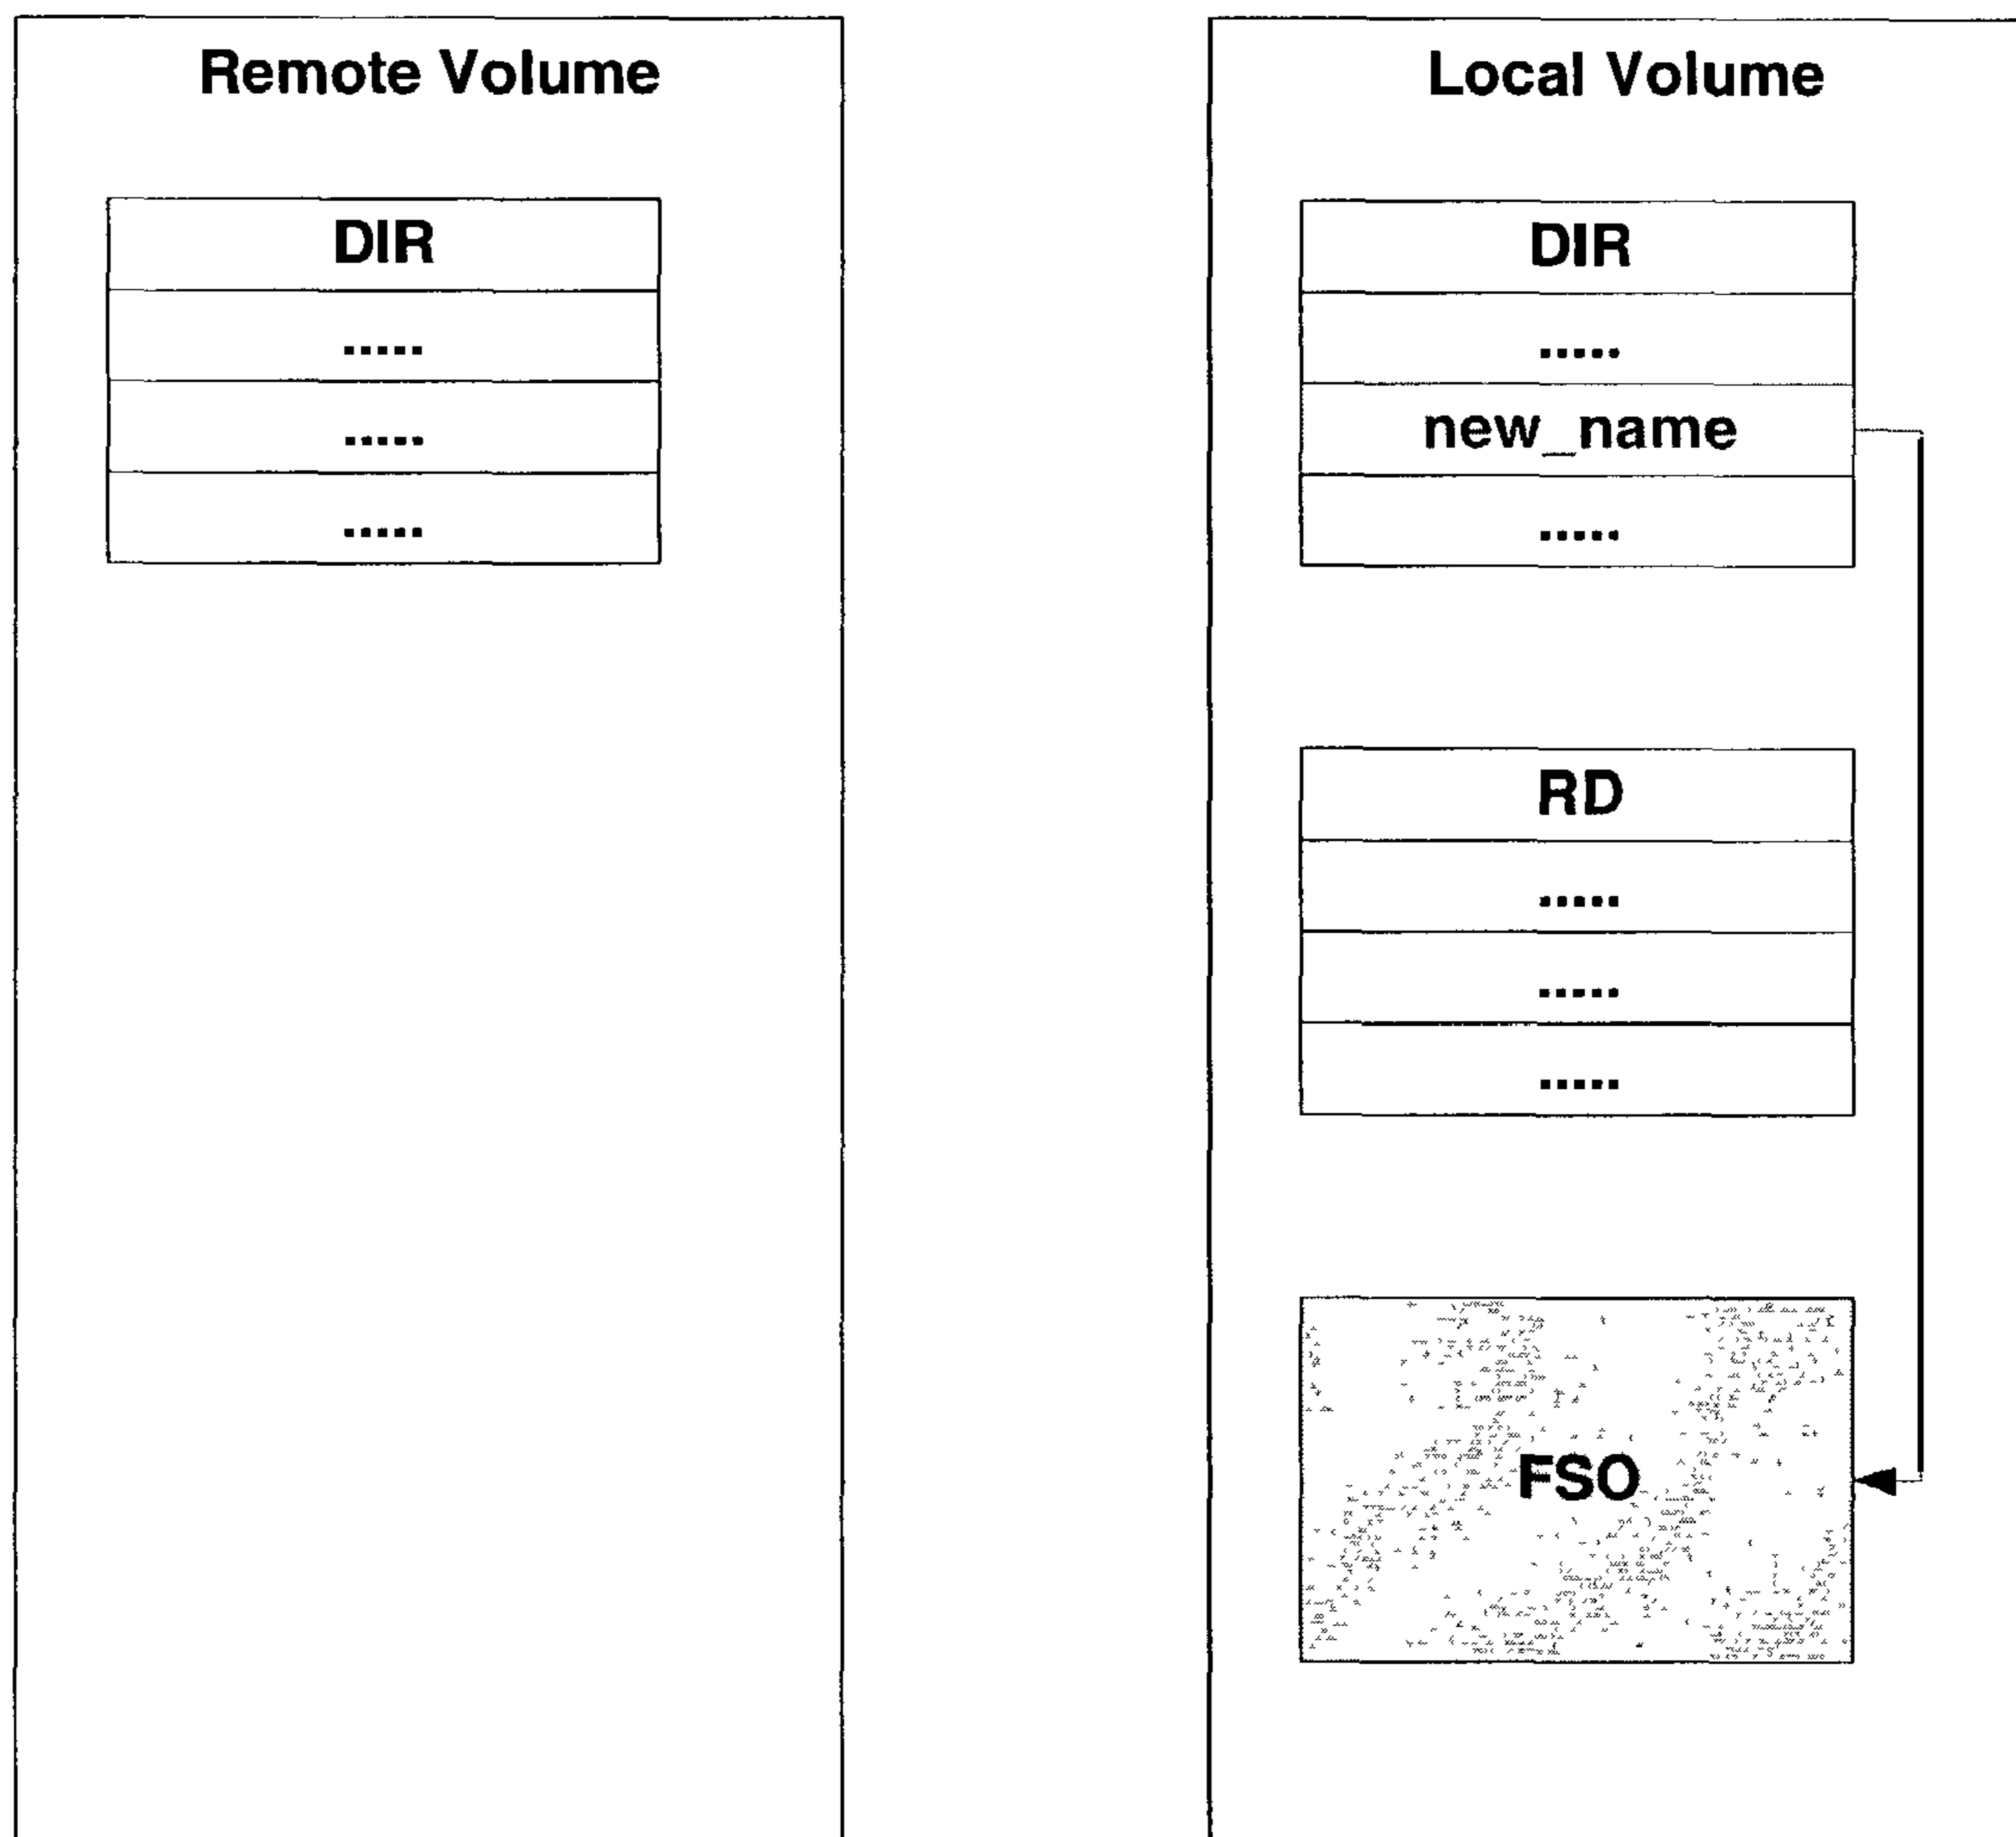 Remote Volume
DIR
.....
.....
.....
Local Volume
DIR
.....
new_name
.....
RD
.....
.....
.....
FSO